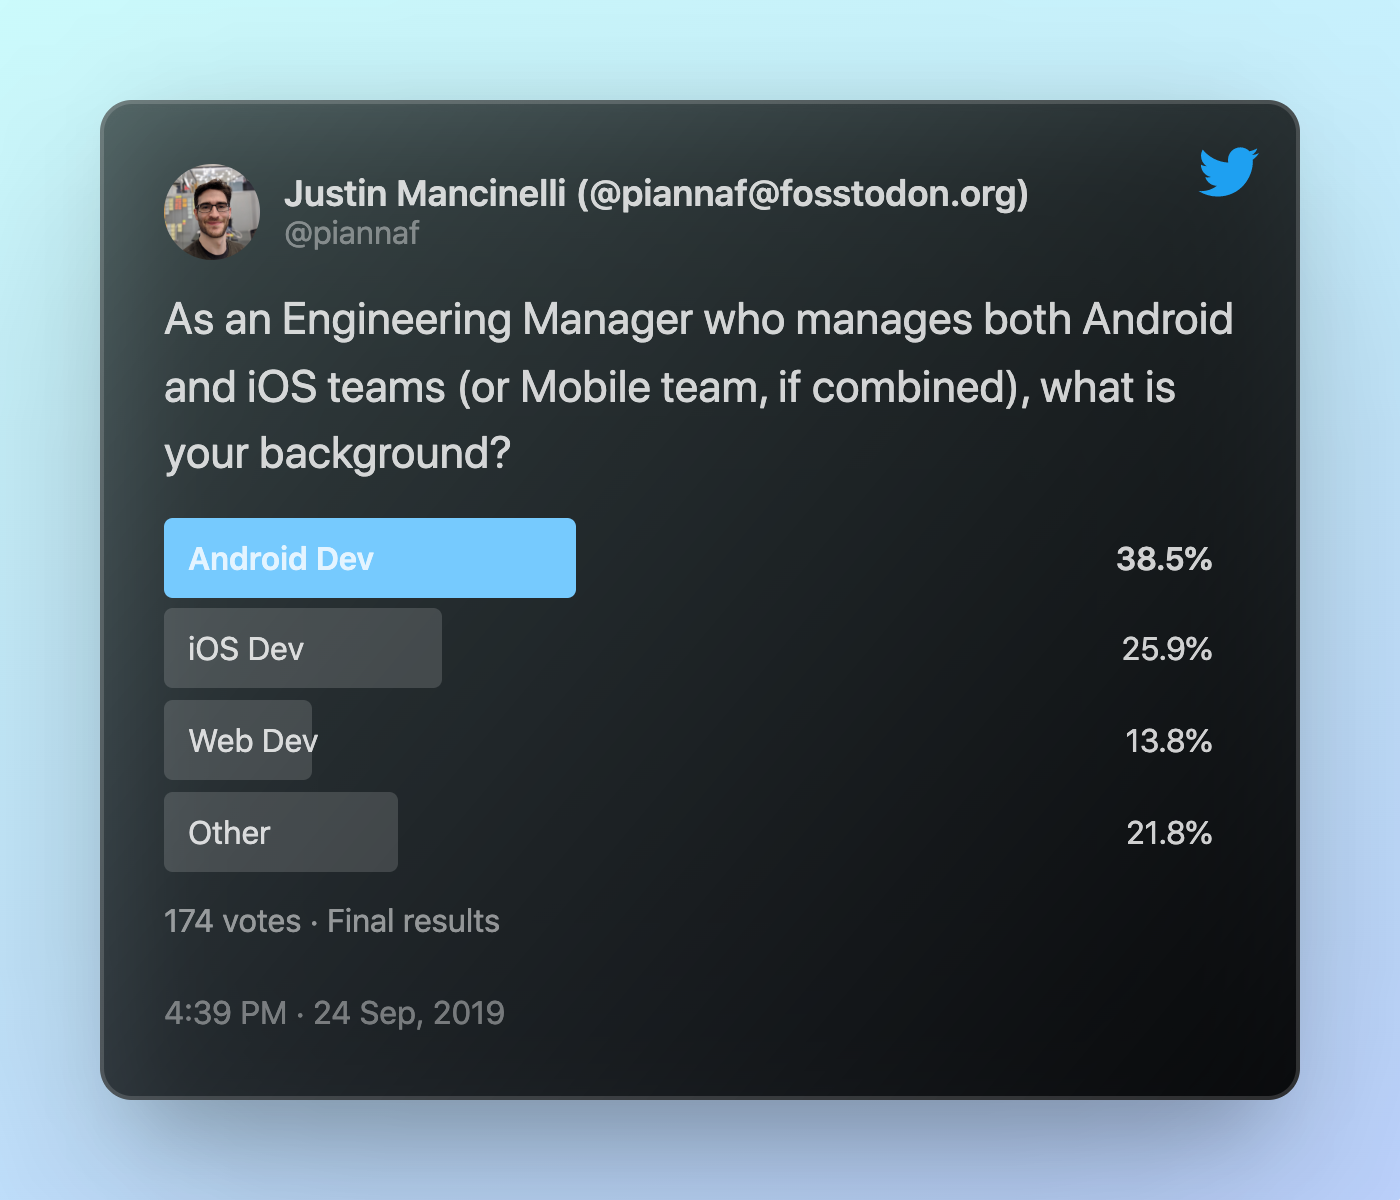 Justin Mancinelli (@piannaf@fosstodon.org)
@piannaf
As an Engineering Manager who manages both Android
and iOS teams (or Mobile team, if combined), what is
your background?
Android Dev 38.5%
iOS Dev 25.9%
Web Dev 13.8%
Other 21.8%
174 votes · Final results
4:39 PM · 24 Sep, 2019